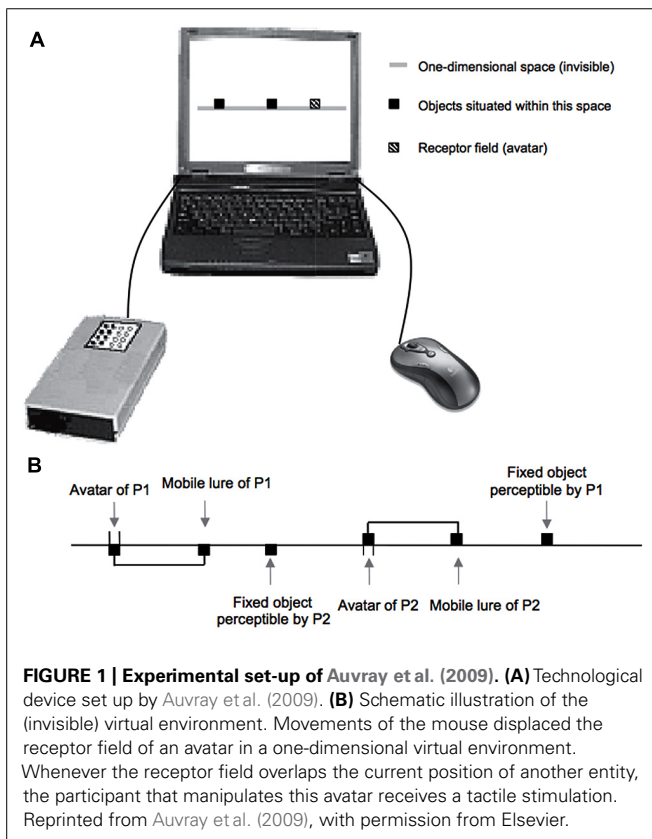 A
One-dimensional space (invisible)
Objects situated within this space
Receptor field (avatar)
B
Avatar of P1
Mobile lure of P1
Fixed object
perceptible by P1
Fixed object
perceptible by P2
Avatar of P2
Mobile lure of P2
FIGURE 1 | Experimental set-up of Auvray et al. (2009). (A) Technological
device set up by Auvray et al. (2009). (B) Schematic illustration of the
(invisible) virtual environment. Movements of the mouse displaced the
receptor field of an avatar in a one-dimensional virtual environment.
Whenever the receptor field overlaps the current position of another entity,
the participant that manipulates this avatar receives a tactile stimulation.
Reprinted from Auvray et al. (2009), with permission from Elsevier.